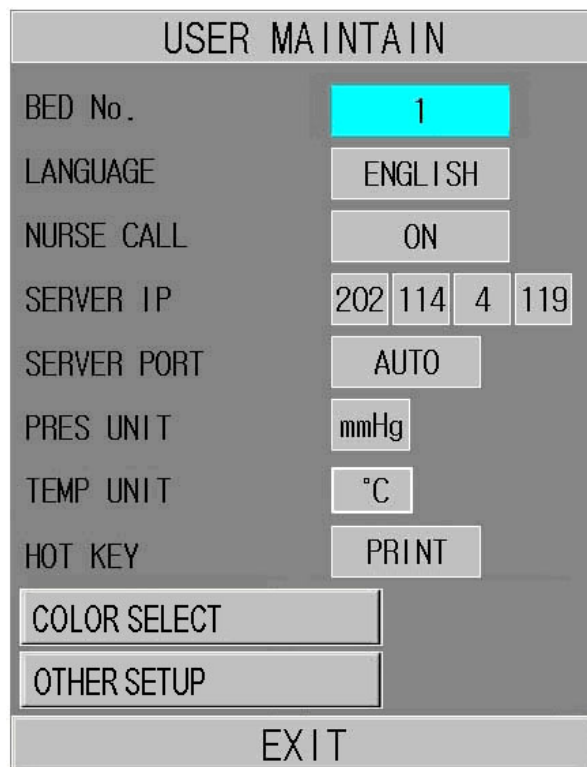 USER MAINTAIN
BED No. 1
LANGUAGE ENGLISH
NURSE CALL ON
SERVER IP 202 114 4 119
SERVER PORT AUTO
PRES UNIT mmHg
TEMP UNIT °C
HOT KEY PRINT
COLOR SELECT
OTHER SETUP
EXIT